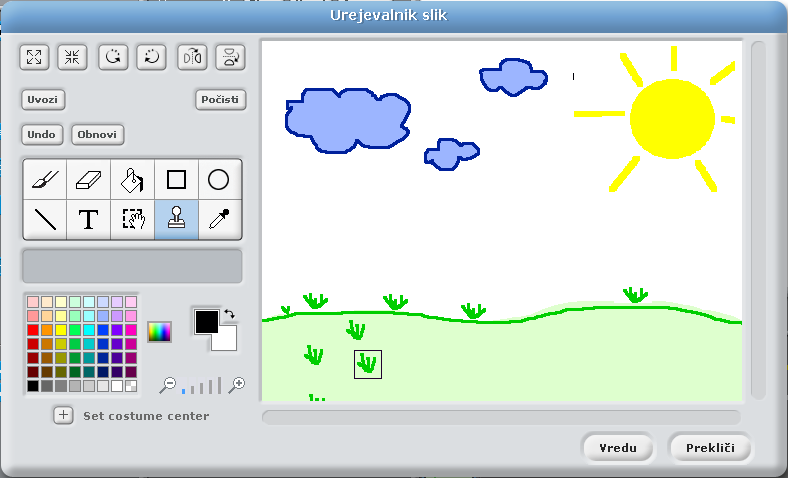 Urejevalnik slik
Uvozi
Počisti
Undo
Obnovi
T
Set costume center
Vredu
Prekliči